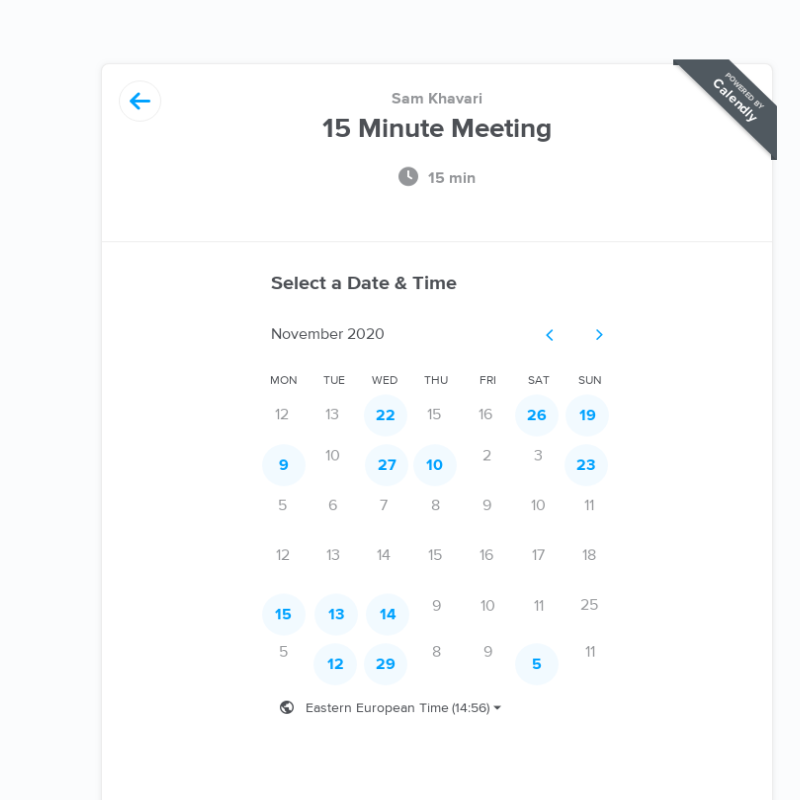 POWERED BY
Calendly
Sam Khavari
15 Minute Meeting
15 min
Select a Date & Time
November 2020
MON TUE WED THU FRI SAT SUN
12 13 22 15 16 26 19
9 10 27 10 2 3 23
5 6 7 8 9 10 11
12 13 14 15 16 17 18
15 13 14 9 10 11 25
5 12 29 8 9 5 11
Eastern European Time (14:56)